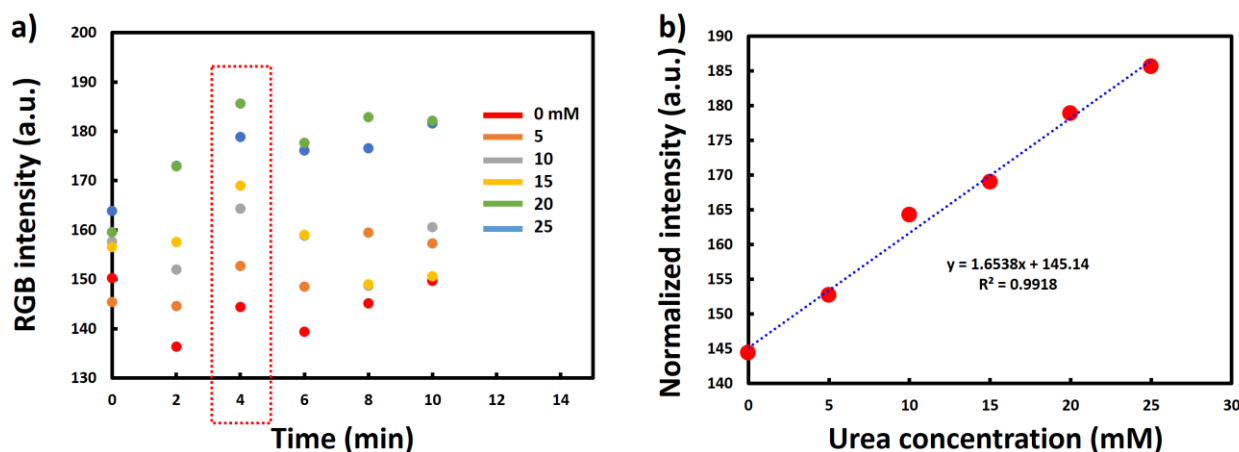 a)
RGB intensity (a.u.)
200
190
180
170
160
150
140
130
0 2 4 6 8 10 12 14
Time (min)
0 mM
5
10
15
20
25
b)
Normalized intensity (a.u.)
190
185
180
175
170
165
160
155
150
145
140
0 5 10 15 20 25 30
Urea concentration (mM)
y = 1.6538x + 145.14
R² = 0.9918